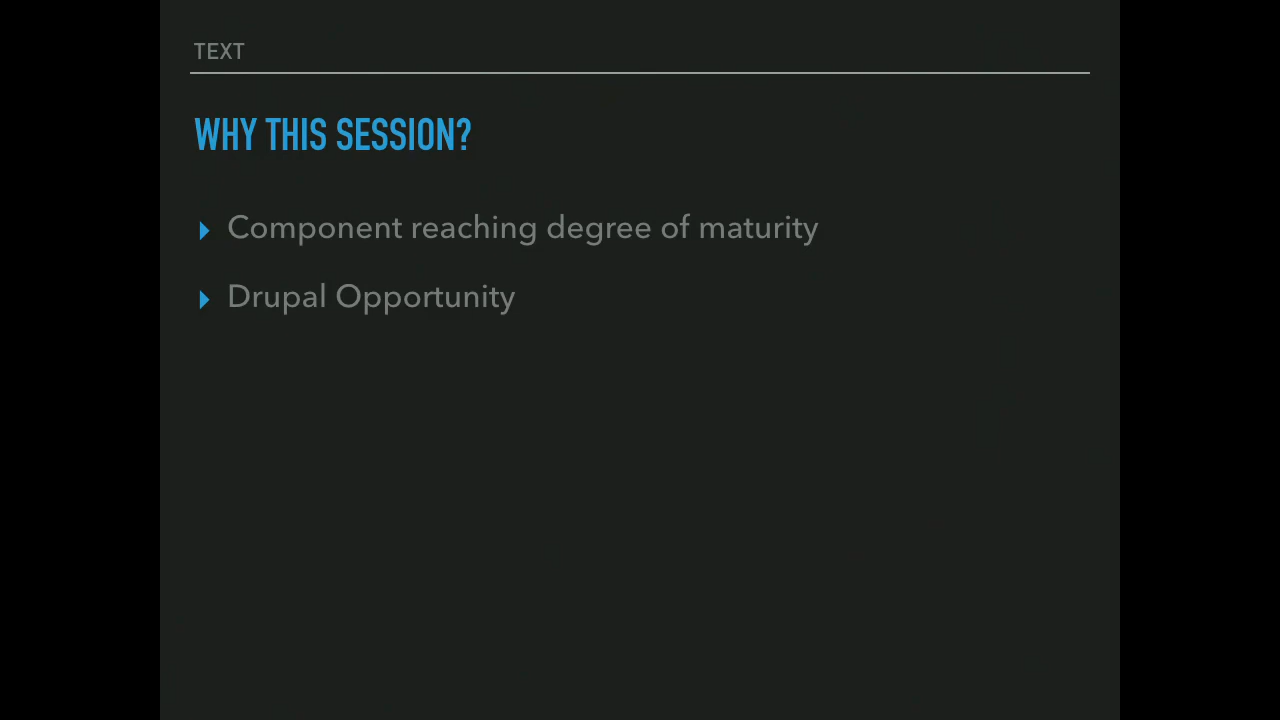 TEXT
WHY THIS SESSION?
Component reaching degree of maturity
Drupal Opportunity